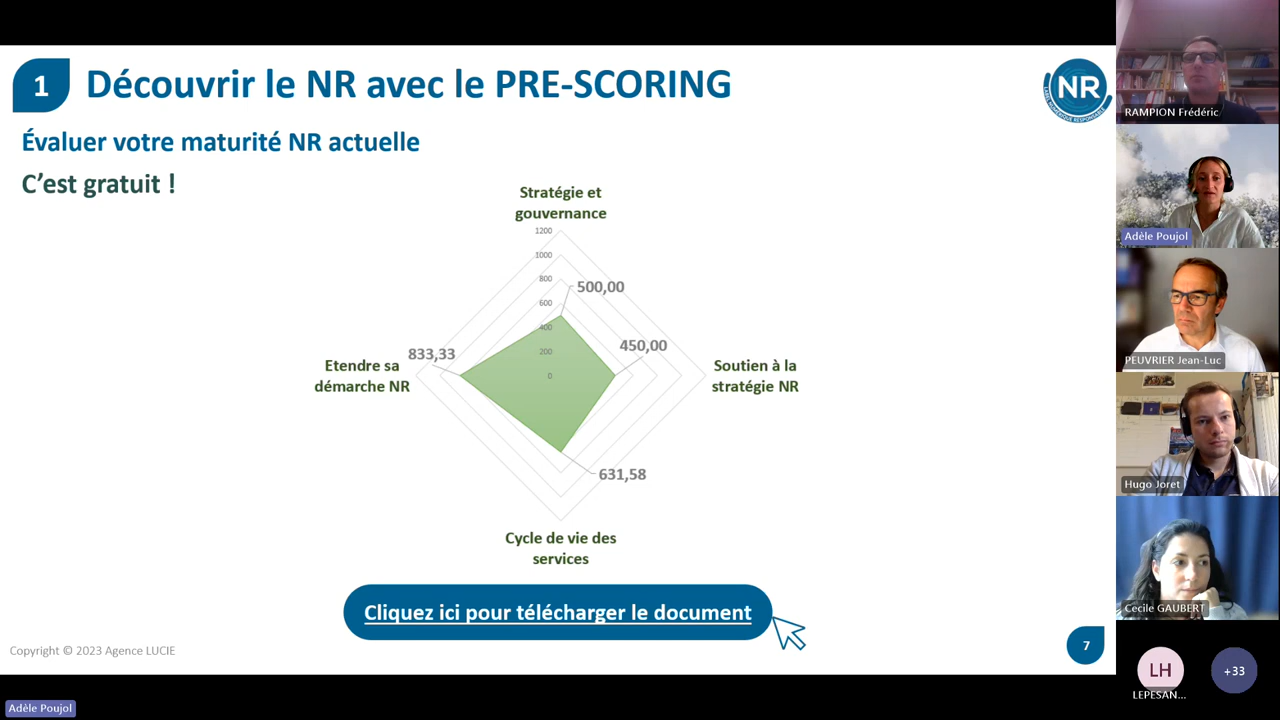 1
Découvrir le NR avec le PRE-SCORING
NR
Évaluer votre maturité NR actuelle
C'est gratuit !
Stratégie et
gouvernance
1200
1000
800
600
400
200
0
500,00
450,00
833,33
631,58
Etendre sa
démarche NR
Soutien à la
stratégie NR
Cycle de vie des
services
Cliquez ici pour télécharger le document
Copyright © 2023 Agence LUCIE
7
Adèle Poujol
RAMPION Frédéric
Adèle Poujol
PEUVRIER Jean-Luc
Hugo Joret
Cecile GAUBERT
LH
LEPESAN...
+33